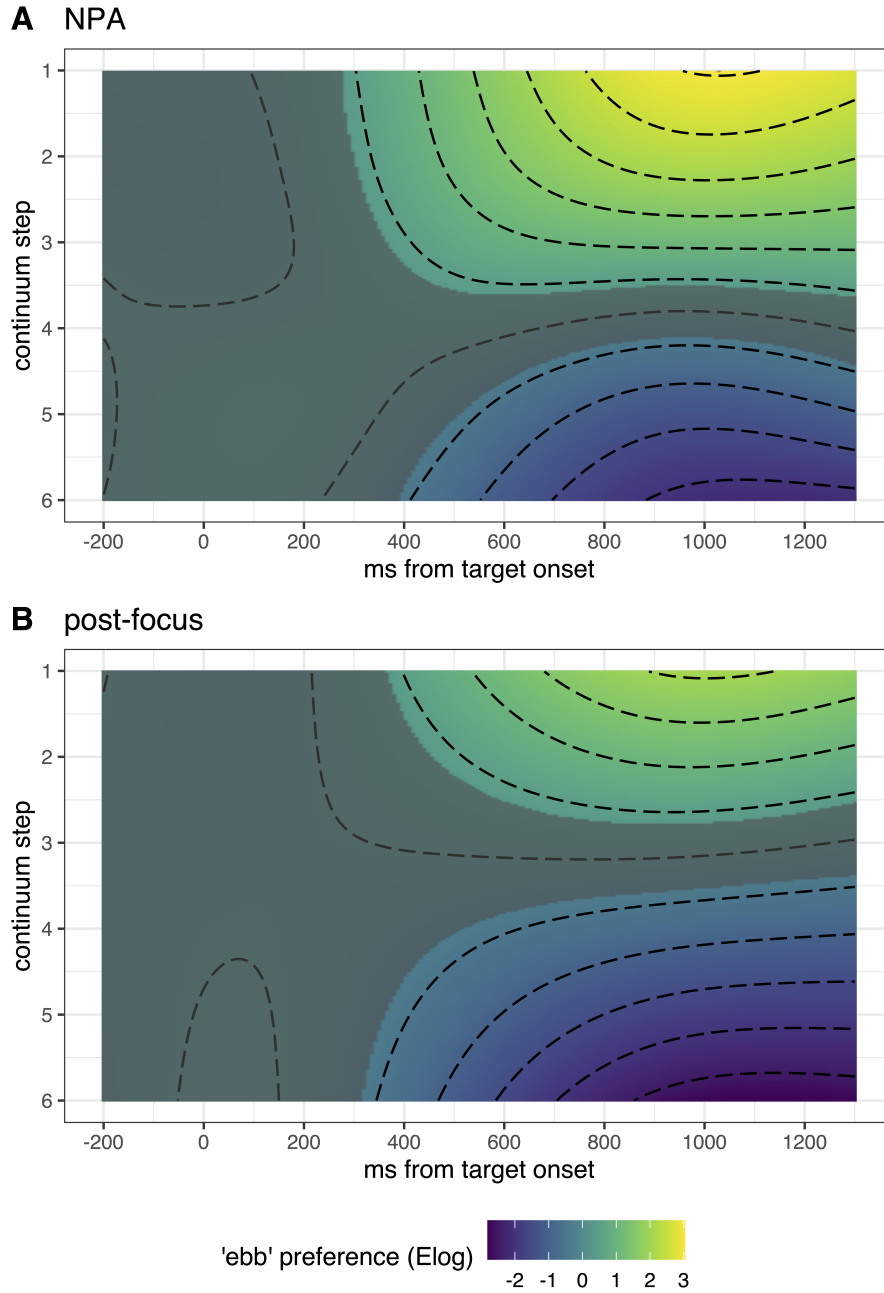 A NPA
continuum step
1
2
3
4
5
6
-200 0 200 400 600 800 1000 1200
ms from target onset
B post-focus
continuum step
1
2
3
4
5
6
-200 0 200 400 600 800 1000 1200
ms from target onset
'ebb' preference (Elog)
-2 -1 0 1 2 3